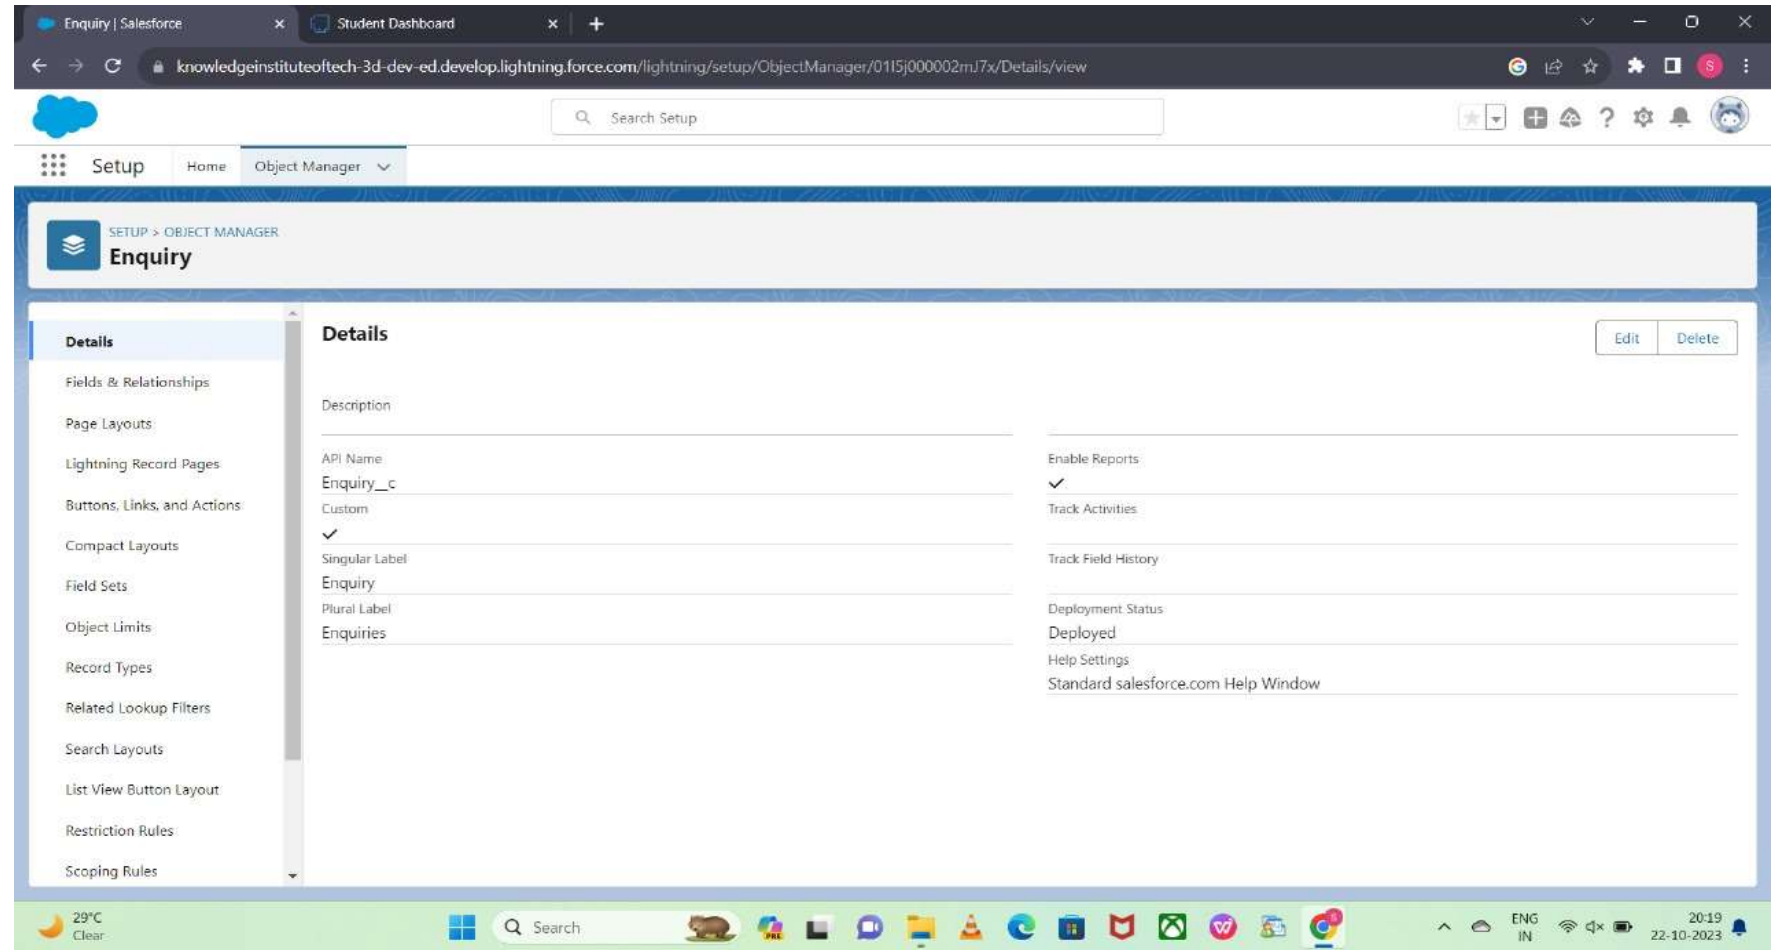 Enquiry | Salesforce
Student Dashboard
knowledgeinstituteoftech-3d-dev-ed.develop.lightning.force.com/lightning/setup/ObjectManager/01I5j000002mJ7x/Details/view
S
Search Setup
Setup
Home
Object Manager
SETUP > OBJECT MANAGER
Enquiry
Details
Fields & Relationships
Page Layouts
Lightning Record Pages
Buttons, Links, and Actions
Compact Layouts
Field Sets
Object Limits
Record Types
Related Lookup Filters
Search Layouts
List View Button Layout
Restriction Rules
Scoping Rules
Details
Edit
Delete
Description
API Name
Enquiry__c
Custom
Singular Label
Enquiry
Plural Label
Enquiries
Enable Reports
Track Activities
Track Field History
Deployment Status
Deployed
Help Settings
Standard salesforce.com Help Window
29°C
Clear
Search
PRE
ENG
IN
20:19
22-10-2023